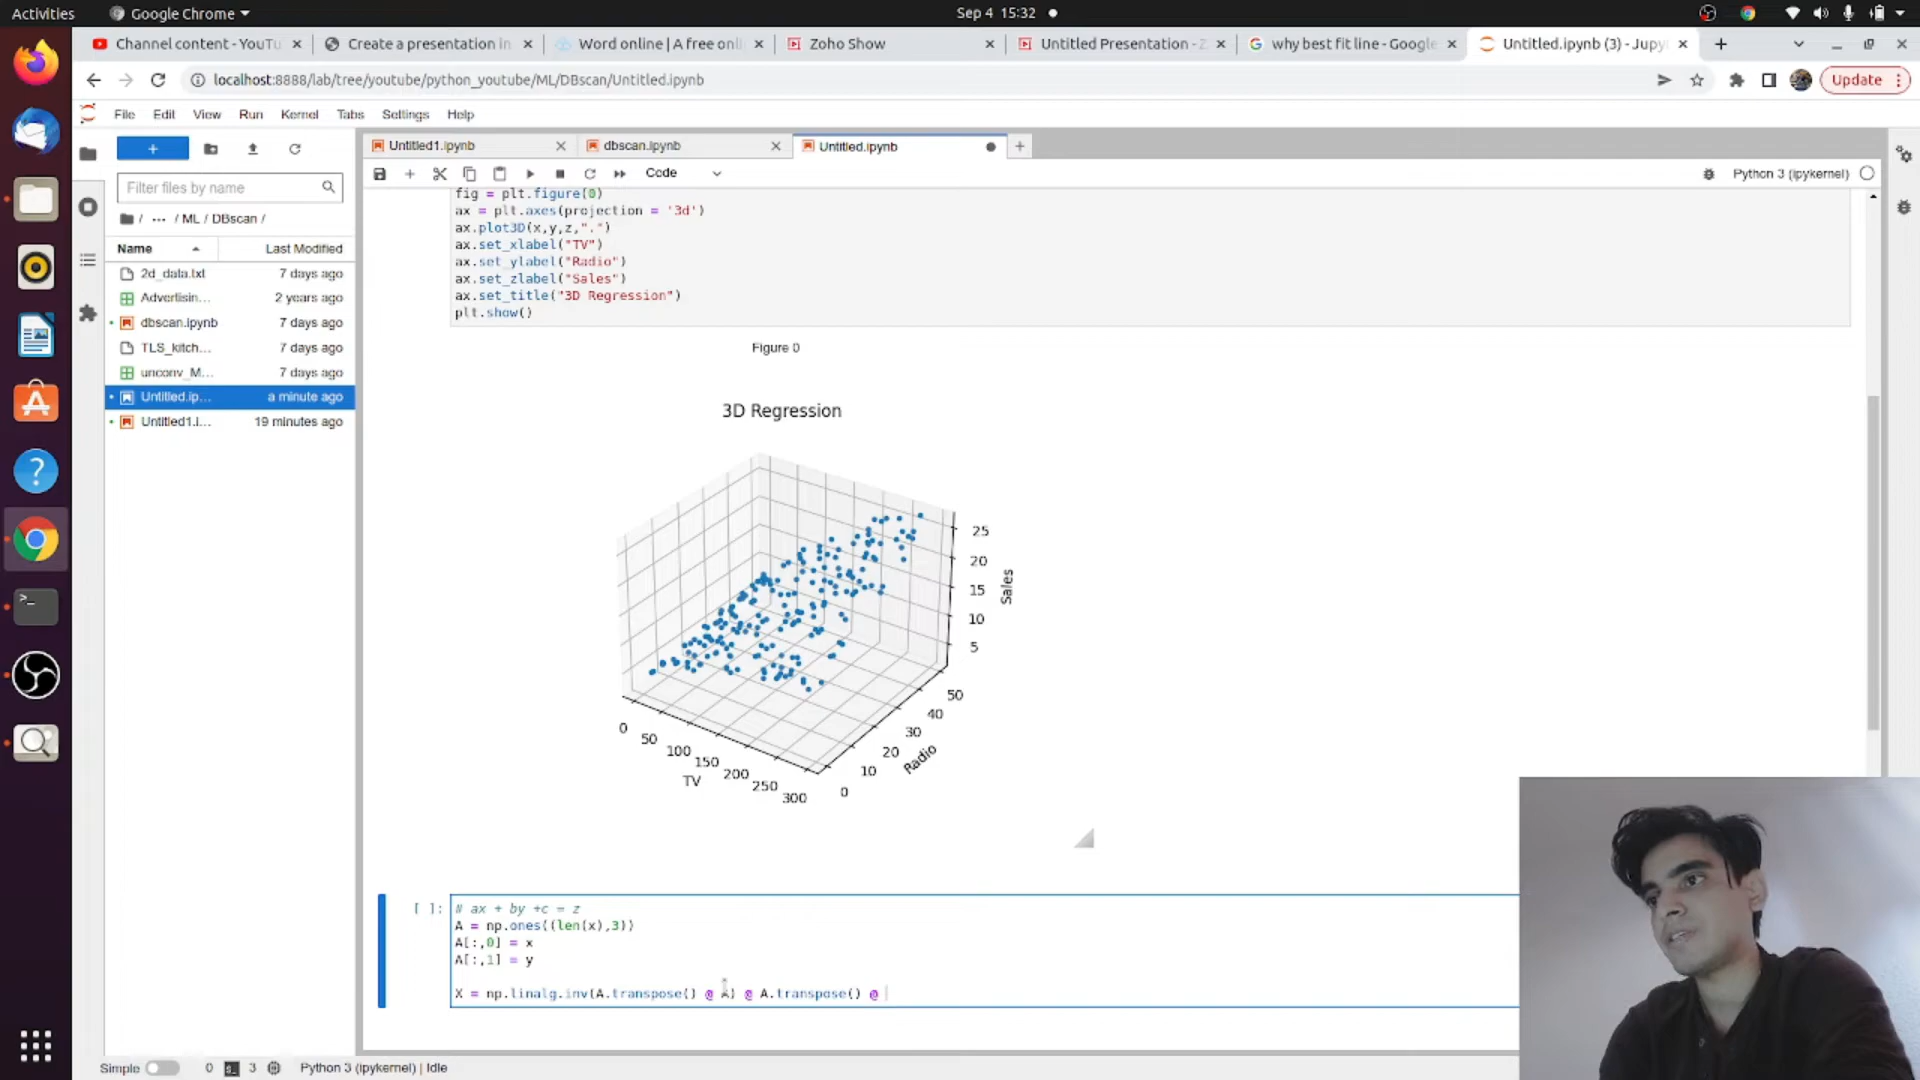 Activities
Google Chrome
Sep 4 15:32
Channel content - YouTu
Create a presentation in
Word online | A free onli
Zoho Show
Untitled Presentation - Z
why best fit line - Google
Untitled.ipynb (3) - Jupy
localhost:8888/lab/tree/youtube/python_youtube/ML/DBscan/Untitled.ipynb
Update
File Edit View Run Kernel Tabs Settings Help
Untitled1.ipynb
dbscan.ipynb
Untitled.ipynb
Code
Python 3 (ipykernel)
Filter files by name
/ ... / ML / DBscan /
Name Last Modified
2d_data.txt 7 days ago
Advertisin... 2 years ago
dbscan.ipynb 7 days ago
TLS_kitch... 7 days ago
unconv_M... 7 days ago
Untitled.ip... a minute ago
Untitled1.i... 19 minutes ago
fig = plt.figure(0)
ax = plt.axes(projection = '3d')
ax.plot3D(x,y,z,".")
ax.set_xlabel("TV")
ax.set_ylabel("Radio")
ax.set_zlabel("Sales")
ax.set_title("3D Regression")
plt.show()
Figure 0
3D Regression
25
20
15
10
5
Sales
50
40
30
20
10
0
Radio
0
50
100
150
200
250
300
TV
[ ]:
# ax + by +c = z
A = np.ones((len(x),3))
A[:,0] = x
A[:,1] = y
X = np.linalg.inv(A.transpose() @ A) @ A.transpose() @
Simple 0 3 Python 3 (ipykernel) | Idle